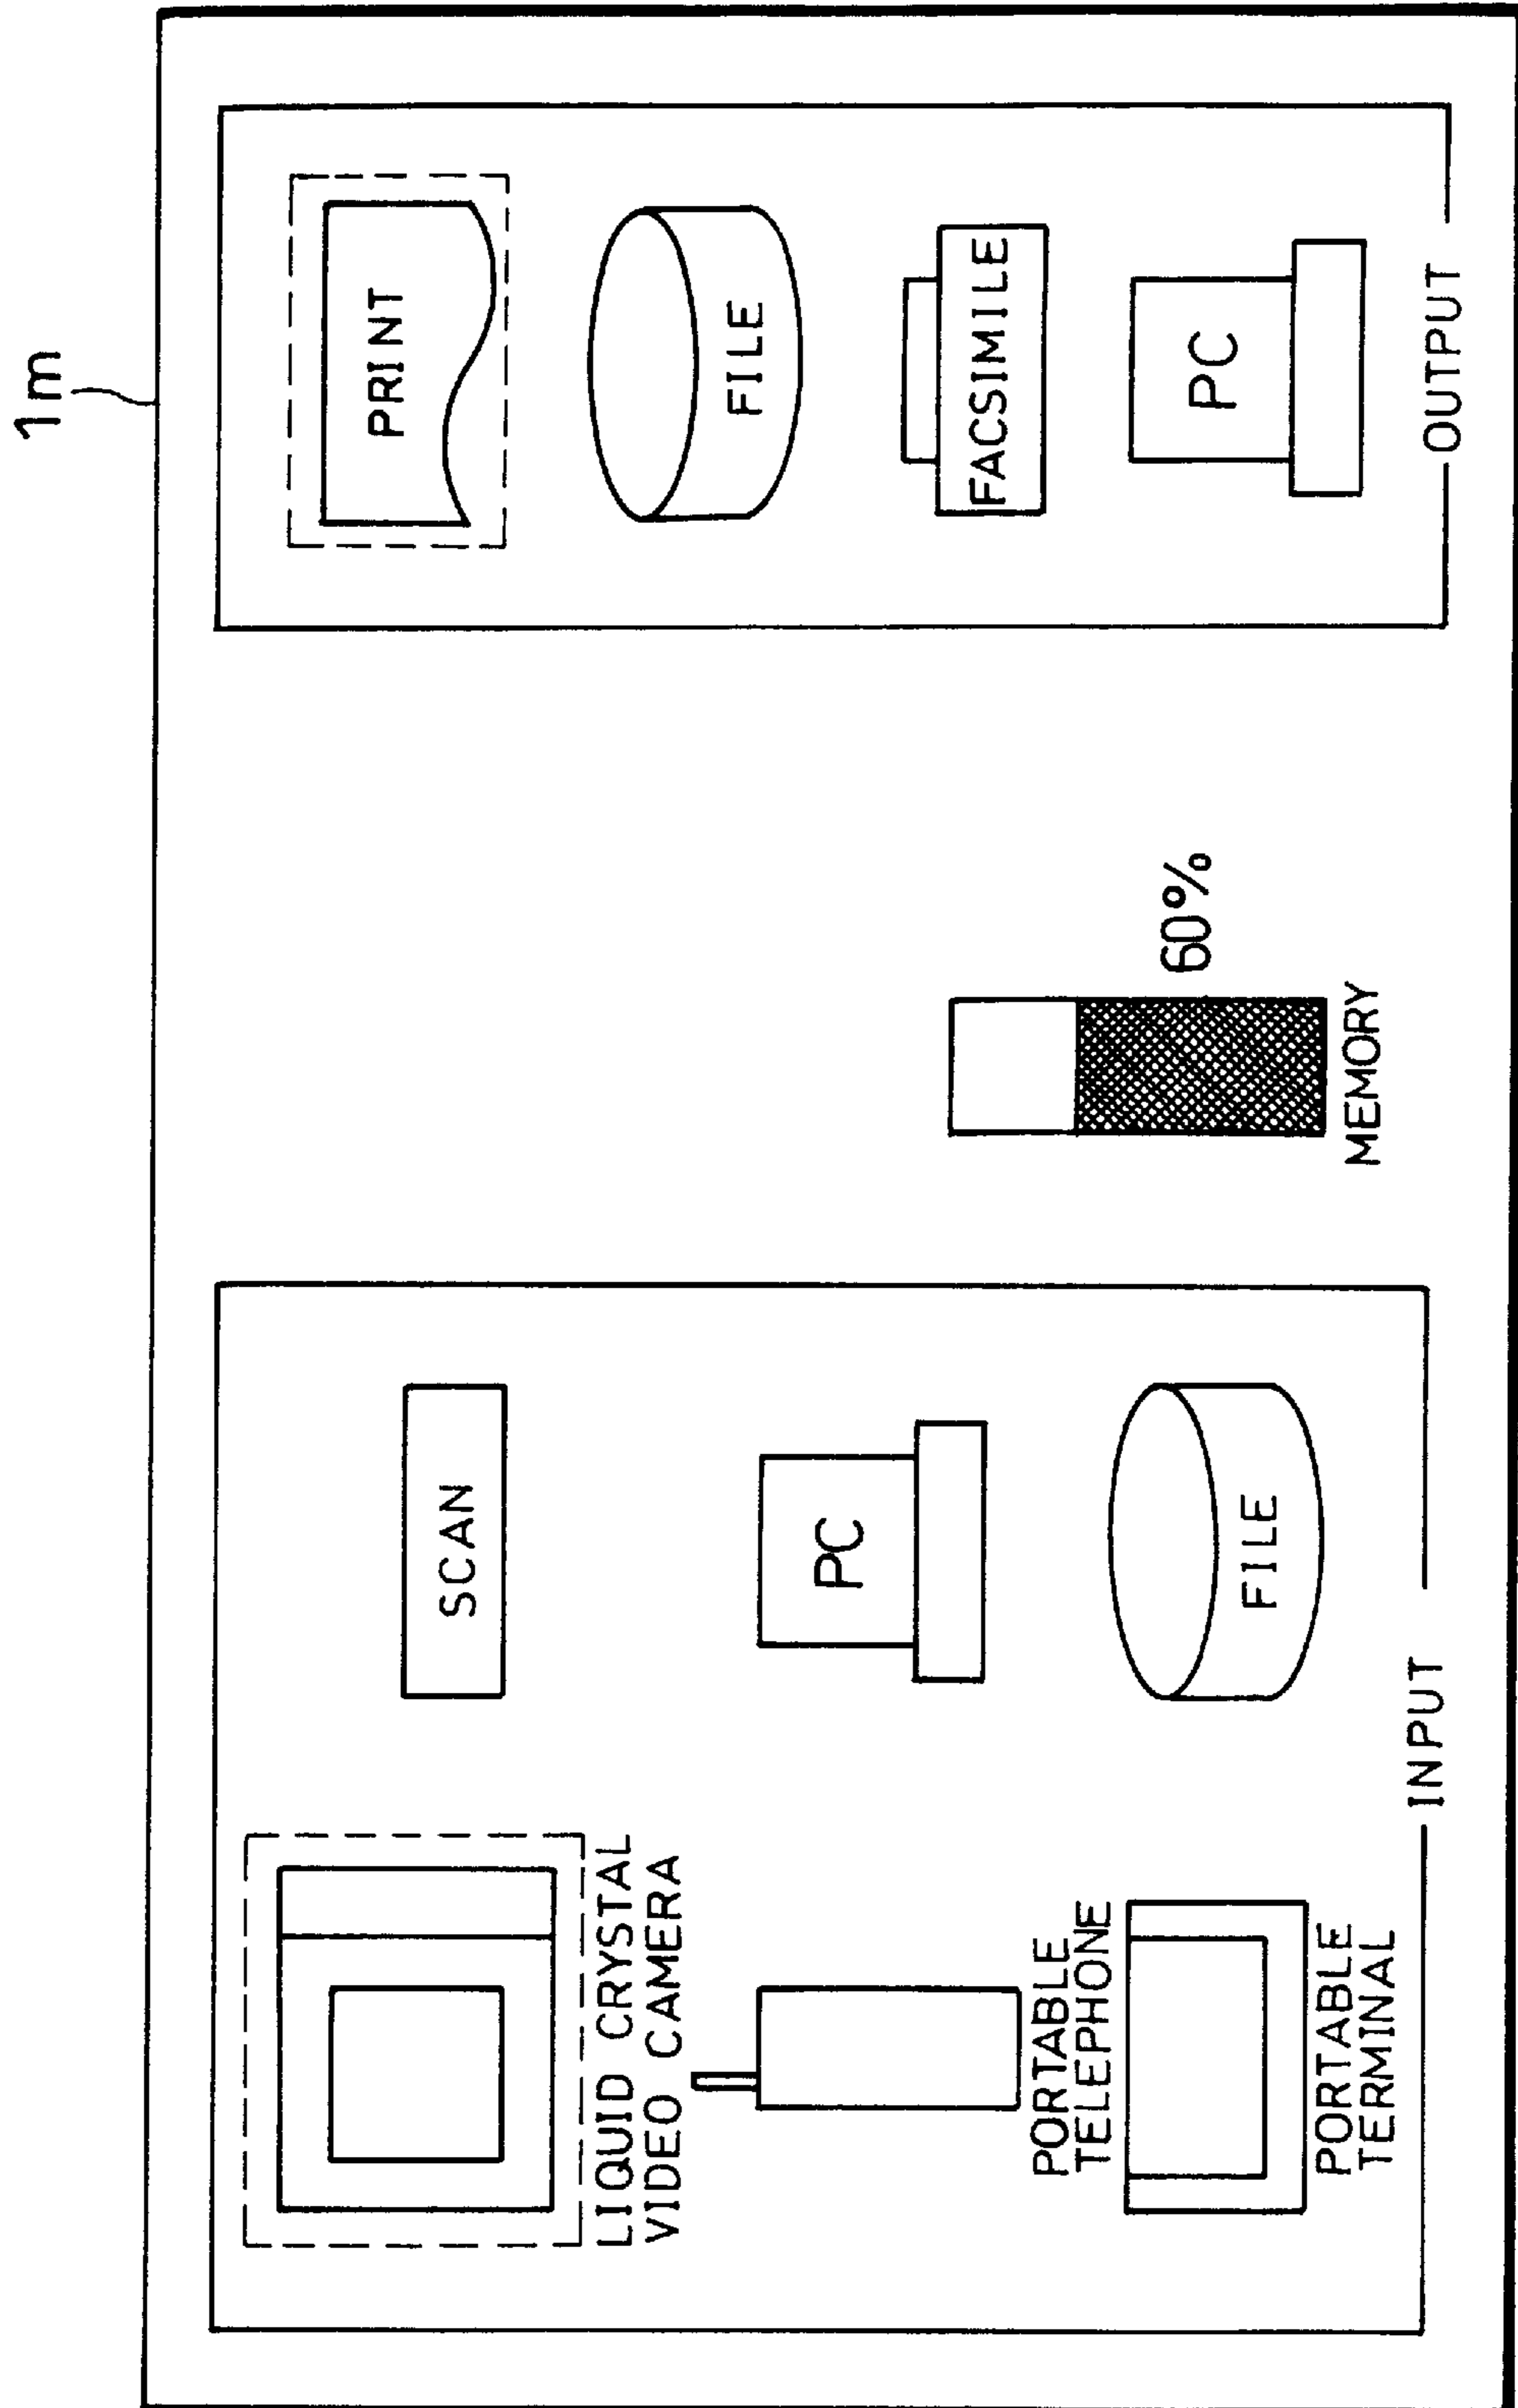 1m
LIQUID CRYSTAL
VIDEO CAMERA
SCAN
PORTABLE
TELEPHONE
PC
PORTABLE
TERMINAL
FILE
INPUT
60%
MEMORY
PRINT
FILE
FACSIMILE
PC
OUTPUT